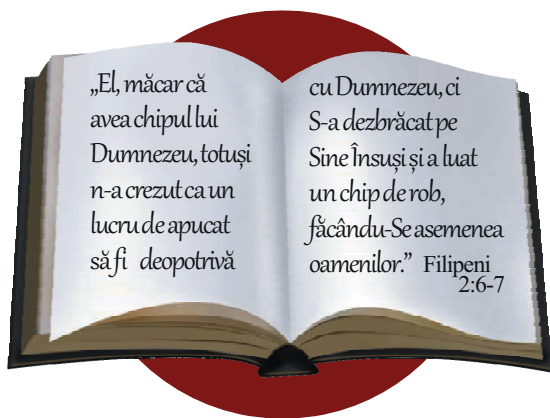 „El, măcar că
avea chipul lui
Dumnezeu, totuși
n-a crezut ca un
lucru de apucat
să fi deopotrivă
cu Dumnezeu, ci
S-a dezbrăcat pe
Sine Însuși și a luat
un chip de rob,
făcându-Se asemenea
oamenilor.” Filipeni
2:6-7